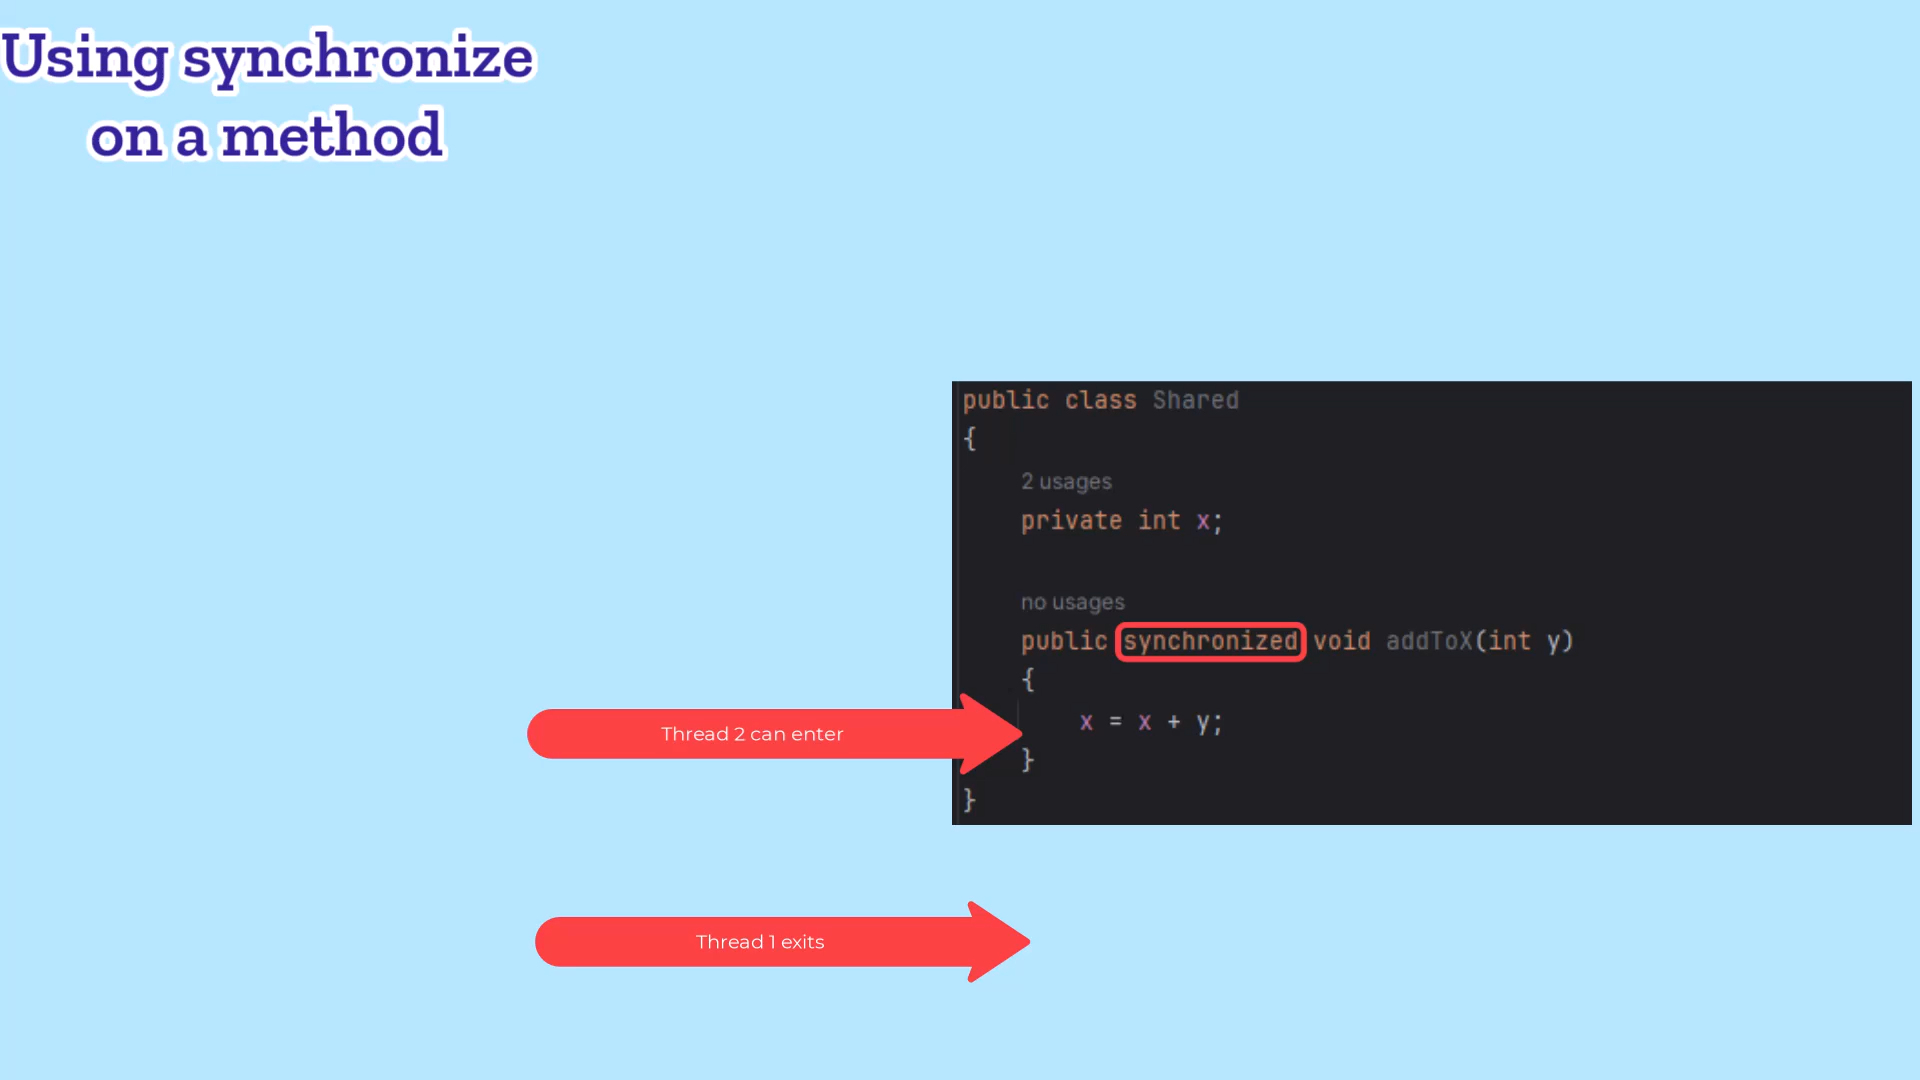 Using synchronize
on a method
public class Shared
{
2 usages
private int x;
no usages
public synchronized void addToX(int y)
{
x = x + y;
}
}
Thread 2 can enter
Thread 1 exits